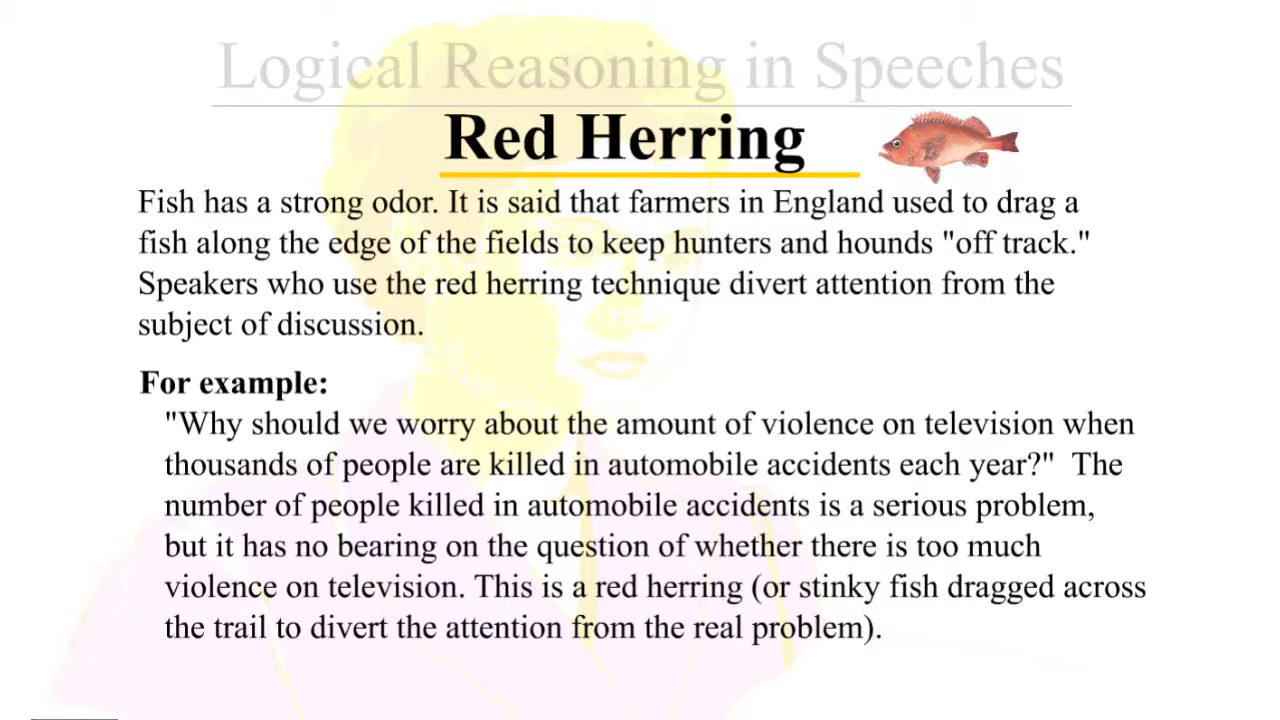 Logical Reasoning in Speeches
Red Herring
Fish has a strong odor. It is said that farmers in England used to drag a
fish along the edge of the fields to keep hunters and hounds "off track."
Speakers who use the red herring technique divert attention from the
subject of discussion.
For example:
"Why should we worry about the amount of violence on television when
thousands of people are killed in automobile accidents each year?" The
number of people killed in automobile accidents is a serious problem,
but it has no bearing on the question of whether there is too much
violence on television. This is a red herring (or stinky fish dragged across
the trail to divert the attention from the real problem).